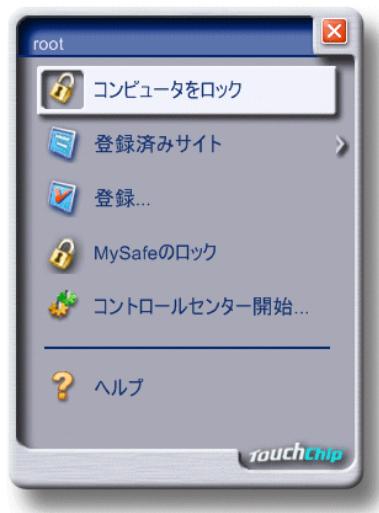 root
コンピュータをロック
登録済みサイト
登録...
MySafeのロック
コントロールセンター開始...
ヘルプ
TouchChip